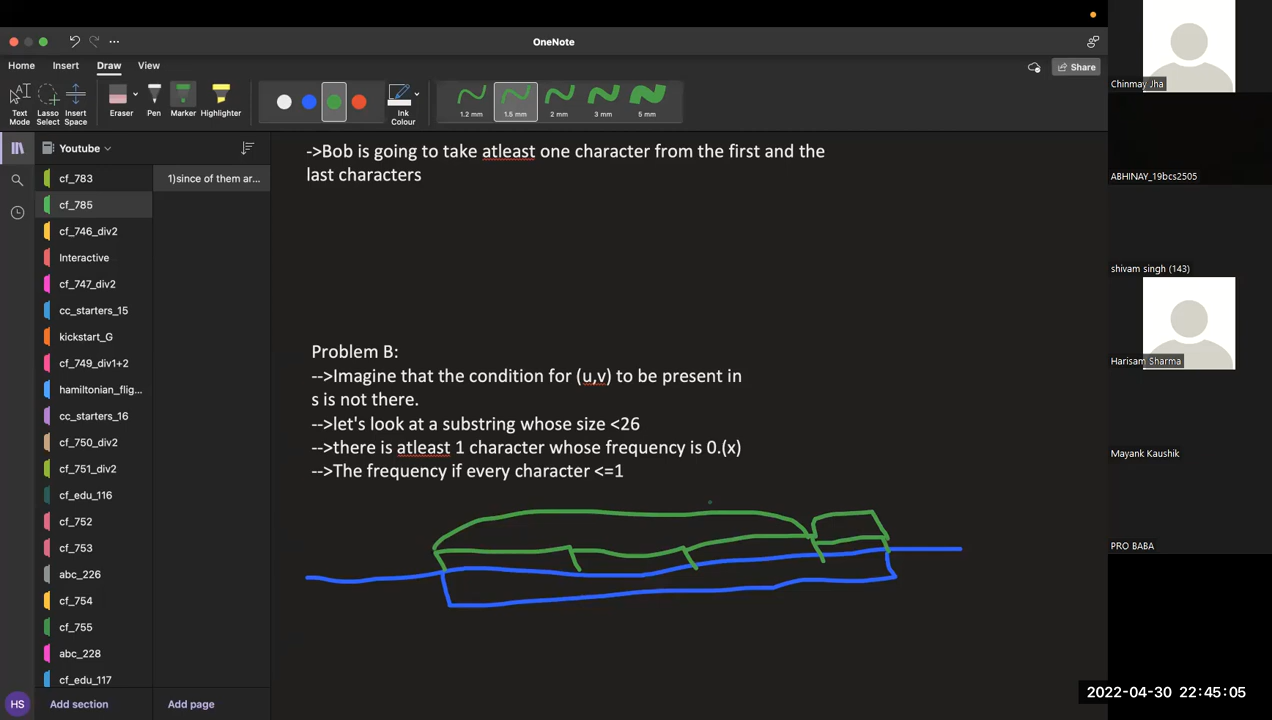 OneNote
Home Insert Draw View
Share
Text Mode
Lasso Select
Insert Space
Eraser
Pen
Marker
Highlighter
Ink Colour
1.2 mm
1.5 mm
2 mm
3 mm
5 mm
Youtube
cf_783
cf_785
cf_746_div2
Interactive
cf_747_div2
cc_starters_15
kickstart_G
cf_749_div1+2
hamiltonian_flig...
cc_starters_16
cf_750_div2
cf_751_div2
cf_edu_116
cf_752
cf_753
abc_226
cf_754
cf_755
abc_228
cf_edu_117
HS
Add section
1)since of them ar...
Add page
->Bob is going to take atleast one character from the first and the
last characters
Problem B:
-->Imagine that the condition for (u,v) to be present in
s is not there.
-->let's look at a substring whose size <26
-->there is atleast 1 character whose frequency is 0.(x)
-->The frequency if every character <=1
Chinmay Jha
ABHINAY_19bcs2505
shivam singh (143)
Harisam Sharma
Mayank Kaushik
PRO BABA
2022-04-30 22:45:05